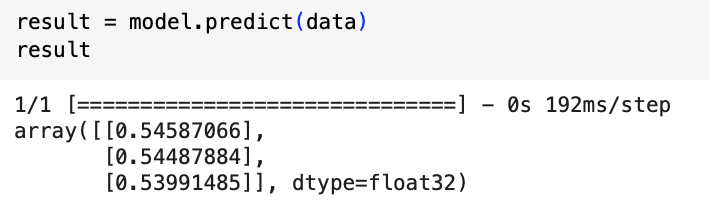 result = model.predict(data)
result
1/1 [==============================] - 0s 192ms/step
array([[0.54587066],
       [0.54487884],
       [0.53991485]], dtype=float32)